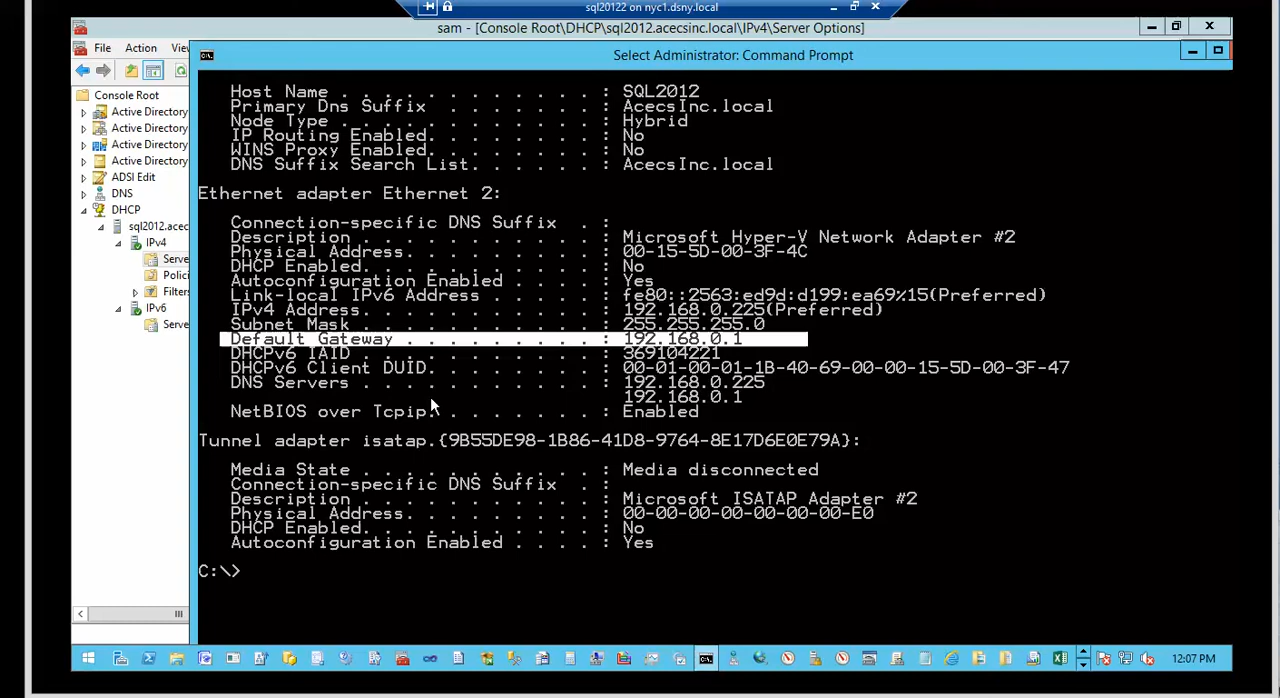 sql20122 on nyc1.dsny.local
sam - [Console Root\DHCP\sql2012.acecsinc.local\IPv4\Server Options]
File Action Vie
Select Administrator: Command Prompt
Console Root
Active Directory
Active Directory
Active Directory
Active Directory
ADSI Edit
DNS
DHCP
sql2012.acec
IPv4
Serve
Polici
Filters
IPv6
Serve
Host Name . . . . . . . . . . . . : SQL2012
Primary Dns Suffix . . . . . . . : AcecsInc.local
Node Type . . . . . . . . . . . . : Hybrid
IP Routing Enabled. . . . . . . . : No
WINS Proxy Enabled. . . . . . . . : No
DNS Suffix Search List. . . . . . : AcecsInc.local
Ethernet adapter Ethernet 2:
Connection-specific DNS Suffix . :
Description . . . . . . . . . . . : Microsoft Hyper-V Network Adapter #2
Physical Address. . . . . . . . . : 00-15-5D-00-3F-4C
DHCP Enabled. . . . . . . . . . . : No
Autoconfiguration Enabled . . . . : Yes
Link-local IPv6 Address . . . . . : fe80::2563:ed9d:d199:ea69%15(Preferred)
IPv4 Address. . . . . . . . . . . : 192.168.0.225(Preferred)
Subnet Mask . . . . . . . . . . . : 255.255.255.0
Default Gateway . . . . . . . . . : 192.168.0.1
DHCPv6 IAID . . . . . . . . . . . : 369104221
DHCPv6 Client DUID. . . . . . . . : 00-01-00-01-1B-40-69-00-00-15-5D-00-3F-47
DNS Servers . . . . . . . . . . . : 192.168.0.225
192.168.0.1
NetBIOS over Tcpip. . . . . . . . : Enabled
Tunnel adapter isatap.{9B55DE98-1B86-41D8-9764-8E17D6E0E79A}:
Media State . . . . . . . . . . . : Media disconnected
Connection-specific DNS Suffix . :
Description . . . . . . . . . . . : Microsoft ISATAP Adapter #2
Physical Address. . . . . . . . . : 00-00-00-00-00-00-00-E0
DHCP Enabled. . . . . . . . . . . : No
Autoconfiguration Enabled . . . . : Yes
C:\>
12:07 PM